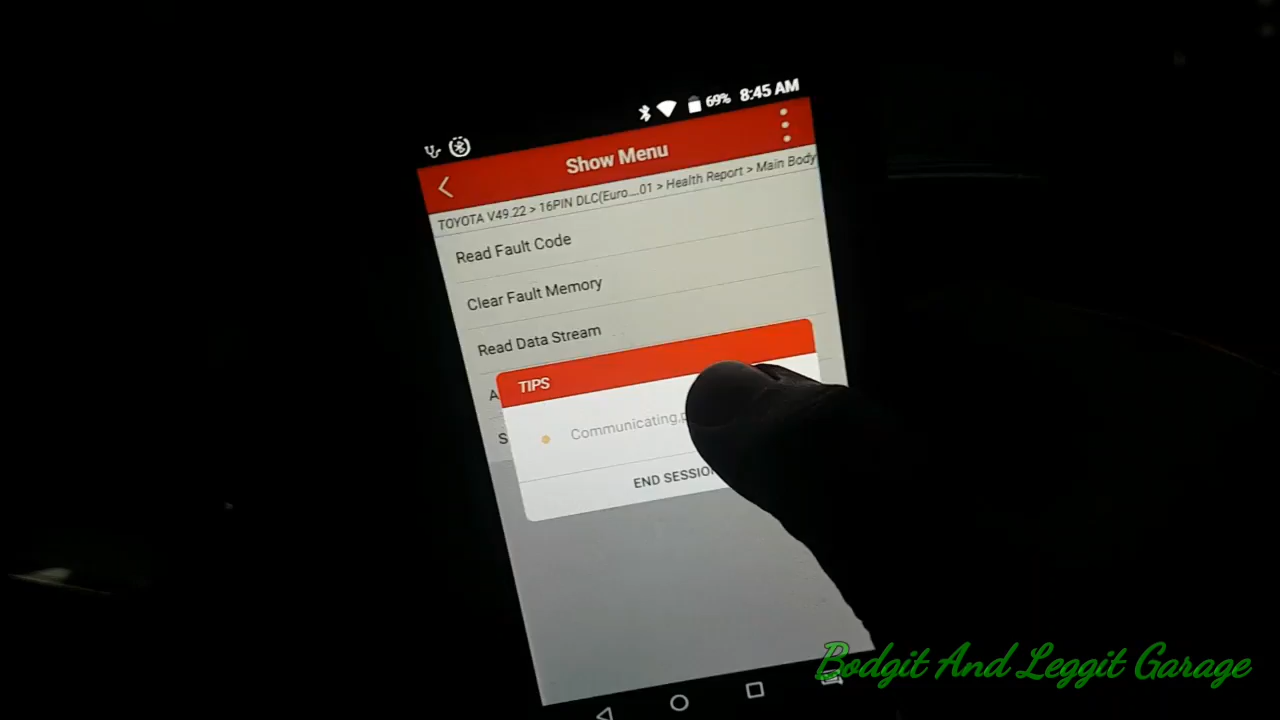 69% 8:45 AM
Show Menu
TOYOTA V49.22 > 16PIN DLC(Euro...01 > Health Report > Main Body
Read Fault Code
Clear Fault Memory
Read Data Stream
A
S
TIPS
Communicating.p
END SESSIO
Bodgit And Leggit Garage